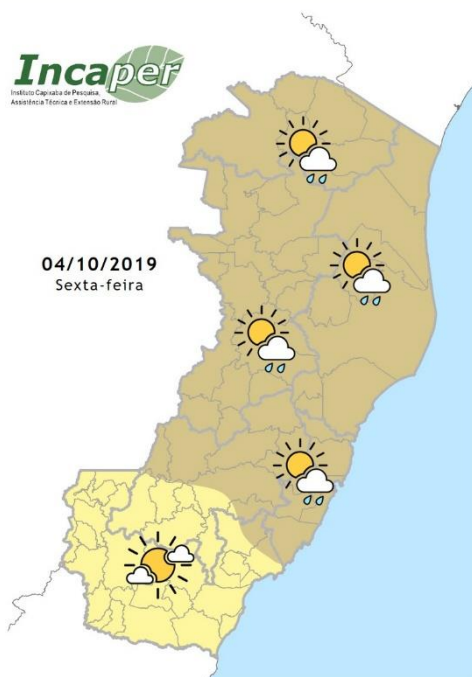 Incaper
Instituto Capixaba de Pesquisa,
Assistência Técnica e Extensão Rural
04/10/2019
Sexta-feira